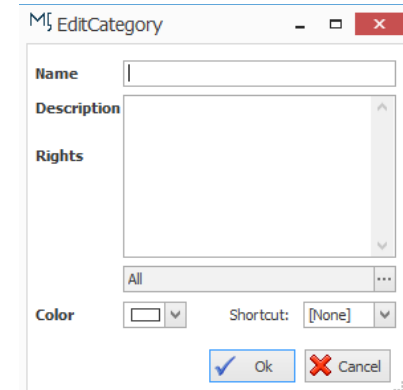 EditCategory
Name
Description
Rights
All ...
Color Shortcut: [None]
Ok Cancel